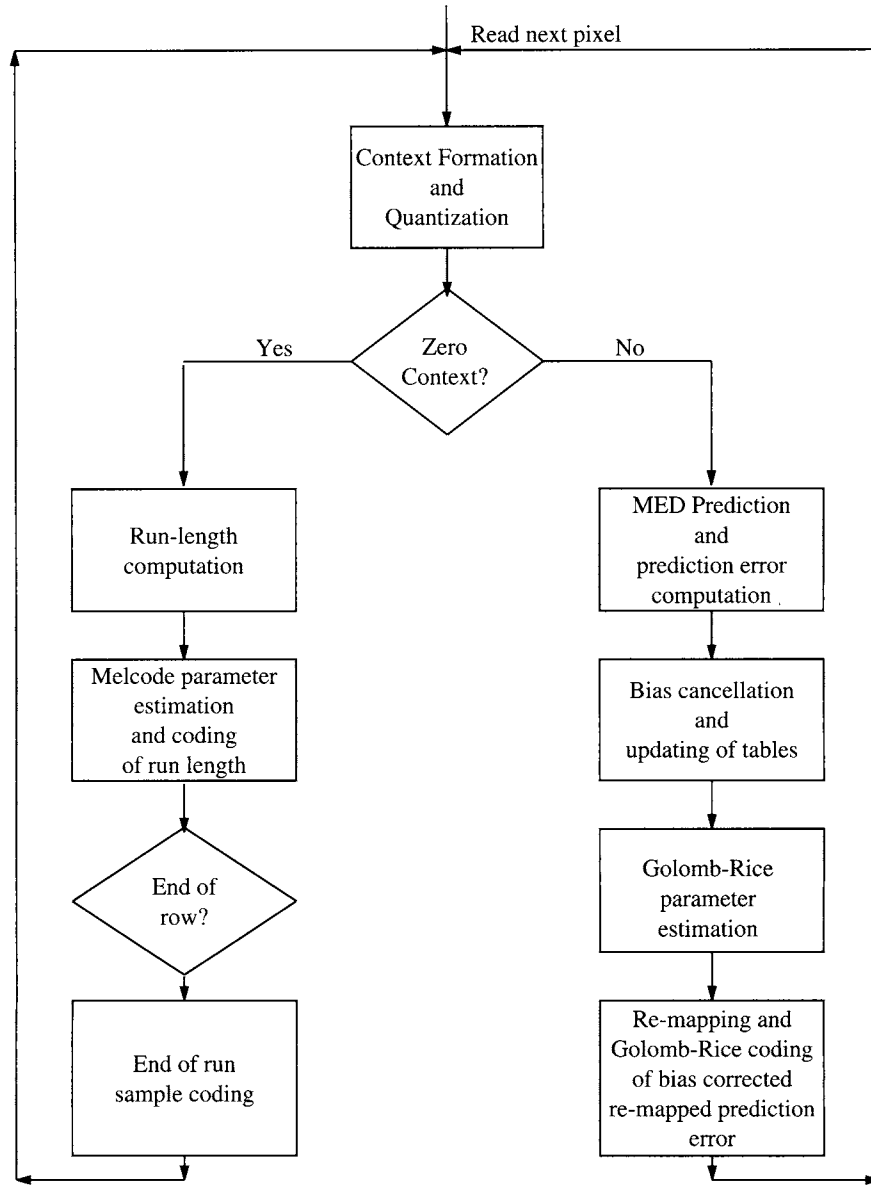 Read next pixel
Context Formation
and
Quantization
Yes
Zero
Context?
No
Run-length
computation
Melcode parameter
estimation
and coding
of run length
End of
row?
End of run
sample coding
MED Prediction
and
prediction error
computation
Bias cancellation
and
updating of tables
Golomb-Rice
parameter
estimation
Re-mapping and
Golomb-Rice coding
of bias corrected
re-mapped prediction
error